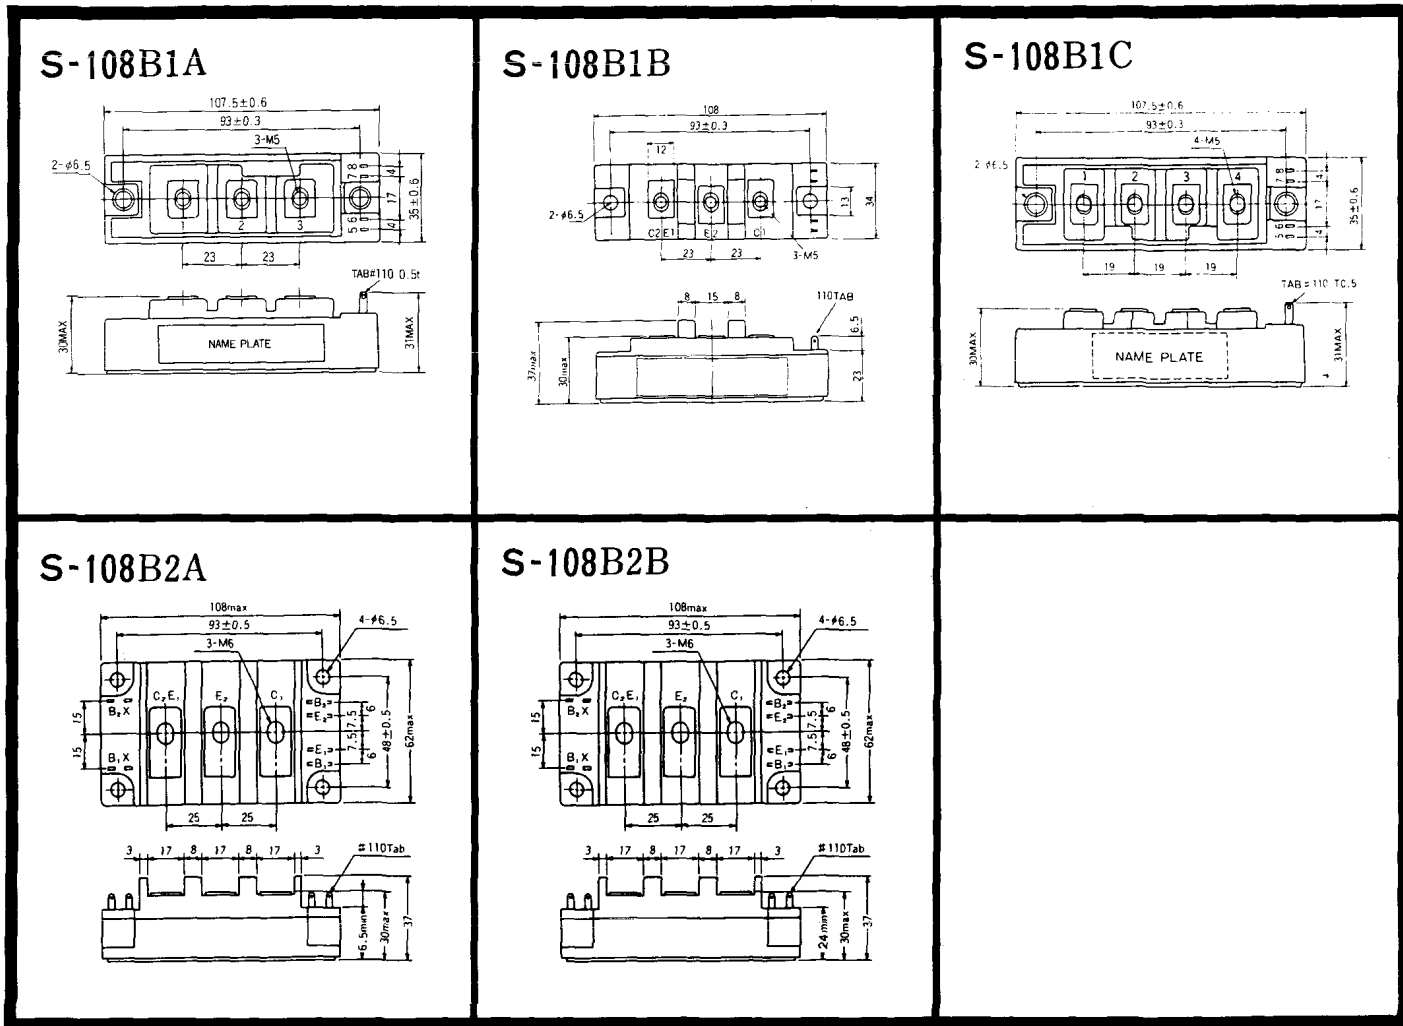 S-108B1A
107.5±0.6
93±0.3
3-M5
2-φ6.5
7 8
4
17
35±0.6
5 6
4
1 2 3
23 23
TAB#110 0.5t
30MAX
NAME PLATE
31MAX
S-108B1B
108
93±0.3
12
2-φ6.5
13
34
C2E1 E2 C1
3-M5
23 23
8 15 8
110TAB
6.5
37max
30max
23
S-108B1C
107.5±0.6
93±0.3
4-M5
2-φ6.5
1 2 3 4
7 8
4
17
35±0.6
5 6
4
19 19 19
TAB=110 T0.5
30MAX
NAME PLATE
31MAX
S-108B2A
108max
93±0.5
4-φ6.5
3-M6
C₂E₁ E₂ C₁
B₂X
B₂
E₂
6
15
7.5 7.5
48±0.5
62max
15
B₁X
E₁
B₁
6
25 25
3 17 8 17 8 17 3
#110Tab
6.5min
30max
37
S-108B2B
108max
93±0.5
4-φ6.5
3-M6
C₂E₁ E₂ C₁
B₂X
B₂
E₂
6
15
7.5 7.5
48±0.5
62max
15
B₁X
E₁
B₁
6
25 25
3 17 8 17 8 17 3
#110Tab
24min
30max
37